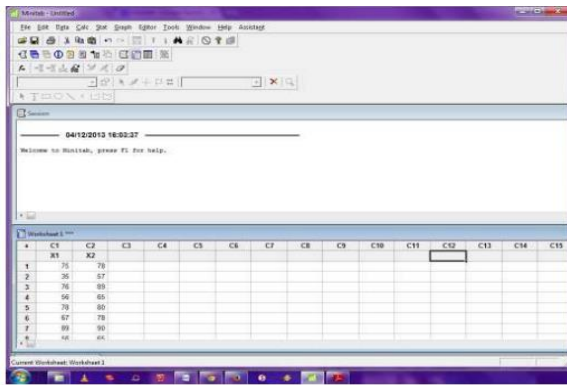 Minitab - Untitled
File Edit Data Calc Stat Graph Editor Tools Window Help Assistant
Session
04/12/2013 16:03:37
Welcome to Minitab, press F1 for help.
Worksheet 1 ***
C1 C2 C3 C4 C5 C6 C7 C8 C9 C10 C11 C12 C13 C14 C15
X1 X2
1 75 78
2 35 57
3 76 89
4 56 65
5 78 80
6 67 78
7 89 90
8 56 65
Current Worksheet: Worksheet 1